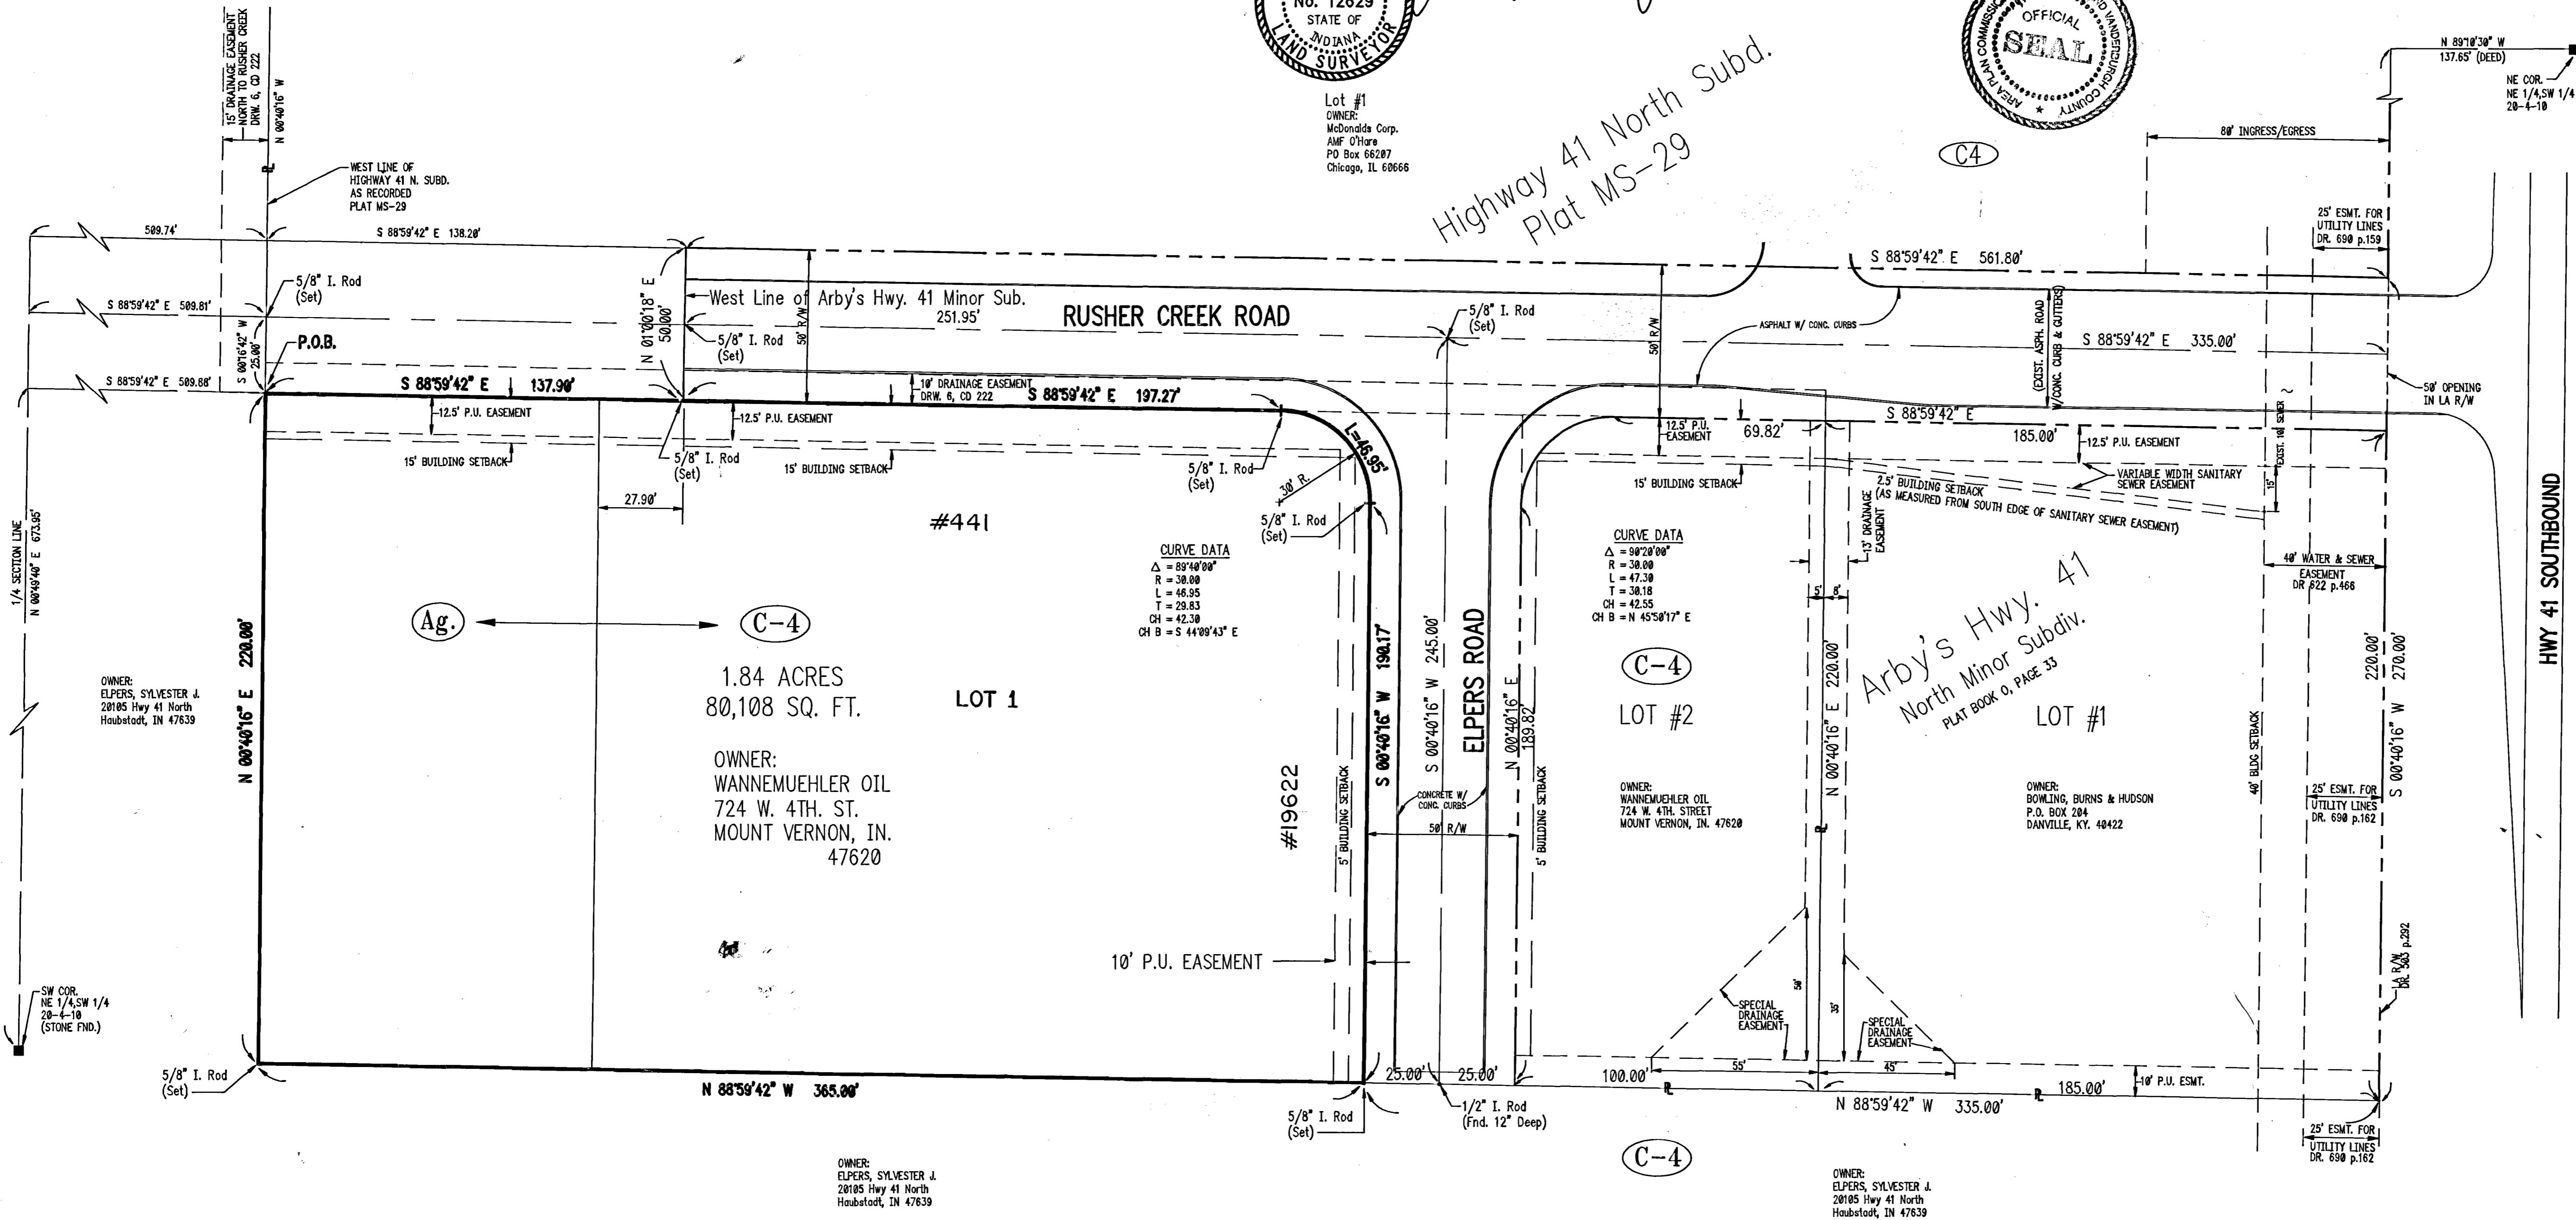 No. 12629
STATE OF
INDIANA
LAND SURVEYOR
AREA PLAN COMMISSION
VANDERBURGH COUNTY
OFFICIAL
SEAL
15' DRAINAGE EASEMENT
NORTH TO RUSHER CREEK
DRW. 6, CD 222
N 00°40'16" W
WEST LINE OF
HIGHWAY 41 N. SUBD.
AS RECORDED
PLAT MS-29
Lot #1
OWNER:
McDonalds Corp.
AMF O'Hare
PO Box 66207
Chicago, IL 60666
Highway 41 North Subd.
Plat MS-29
C4
N 89°10'30" W
137.65' (DEED)
NE COR.
NE 1/4,SW 1/4
20-4-10
80' INGRESS/EGRESS
25' ESMT. FOR
UTILITY LINES
DR. 690 p.159
509.74'
S 88°59'42" E 138.20'
S 88°59'42" E 561.80'
5/8" I. Rod
(Set)
S 88°59'42" E 509.81'
S 00°16'42" W
25.00'
P.O.B.
S 88°59'42" E 509.88'
N 01°00'18" E
50.00'
West Line of Arby's Hwy. 41 Minor Sub.
251.95'
5/8" I. Rod
(Set)
50' R/W
RUSHER CREEK ROAD
5/8" I. Rod
(Set)
50' R/W
ASPHALT W/ CONC. CURBS
(EXIST. ASPH. ROAD
W/CONC. CURB & GUTTERS)
S 88°59'42" E 335.00'
50' OPENING
IN LA R/W
S 88°59'42" E 137.90'
10' DRAINAGE EASEMENT
DRW. 6, CD 222
S 88°59'42" E 197.27'
S 88°59'42" E
12.5' P.U. EASEMENT
12.5' P.U. EASEMENT
12.5' P.U.
EASEMENT
69.82'
185.00'
12.5' P.U. EASEMENT
EXIST. 10" SEWER
L=46.95'
15' BUILDING SETBACK
5/8" I. Rod
(Set)
15' BUILDING SETBACK
5/8" I. Rod
(Set)
30' R.
5/8" I. Rod
(Set)
15' BUILDING SETBACK
VARIABLE WIDTH SANITARY
SEWER EASEMENT
2.5' BUILDING SETBACK
(AS MEASURED FROM SOUTH EDGE OF SANITARY SEWER EASEMENT)
15'
27.90'
#441
CURVE DATA
Δ = 89°40'00"
R = 30.00
L = 46.95
T = 29.83
CH = 42.30
CH B = S 44°09'43" E
CURVE DATA
Δ = 90°20'00"
R = 30.00
L = 47.30
T = 30.18
CH = 42.55
CH B = N 45°50'17" E
13' DRAINAGE
EASEMENT
5'
8'
40' WATER & SEWER
EASEMENT
DR 622 p.466
HWY 41 SOUTHBOUND
1/4 SECTION LINE
N 00°49'40" E 673.95'
Ag.
C-4
1.84 ACRES
80,108 SQ. FT.
LOT 1
OWNER:
WANNEMUEHLER OIL
724 W. 4TH. ST.
MOUNT VERNON, IN.
47620
OWNER:
ELPERS, SYLVESTER J.
20105 Hwy 41 North
Haubstadt, IN 47639
N 00°40'16" E 220.00'
#19622
5' BUILDING SETBACK
S 00°40'16" W 190.17'
S 00°40'16" W 245.00'
ELPERS ROAD
N 00°40'16" E
189.82'
CONCRETE W/
CONC. CURBS
50' R/W
5' BUILDING SETBACK
C-4
LOT #2
OWNER:
WANNEMUEHLER OIL
724 W. 4TH. STREET
MOUNT VERNON, IN. 47620
N 00°40'16" E 220.00'
Arby's Hwy. 41
North Minor Subdiv.
PLAT BOOK O, PAGE 33
LOT #1
OWNER:
BOWLING, BURNS & HUDSON
P.O. BOX 204
DANVILLE, KY. 40422
40' BLDG SETBACK
25' ESMT. FOR
UTILITY LINES
DR. 690 p.162
220.00'
S 00°40'16" W 270.00'
LA R/W
DR. 503 p.292
10' P.U. EASEMENT
SPECIAL
DRAINAGE
EASEMENT
50'
35'
SPECIAL
DRAINAGE
EASEMENT
SW COR.
NE 1/4,SW 1/4
20-4-10
(STONE FND.)
5/8" I. Rod
(Set)
N 88°59'42" W 365.00'
25.00'
25.00'
100.00'
55'
45'
185.00'
10' P.U. ESMT.
N 88°59'42" W 335.00'
5/8" I. Rod
(Set)
1/2" I. Rod
(Fnd. 12" Deep)
25' ESMT. FOR
UTILITY LINES
DR. 690 p.162
C-4
OWNER:
ELPERS, SYLVESTER J.
20105 Hwy 41 North
Haubstadt, IN 47639
OWNER:
ELPERS, SYLVESTER J.
20105 Hwy 41 North
Haubstadt, IN 47639